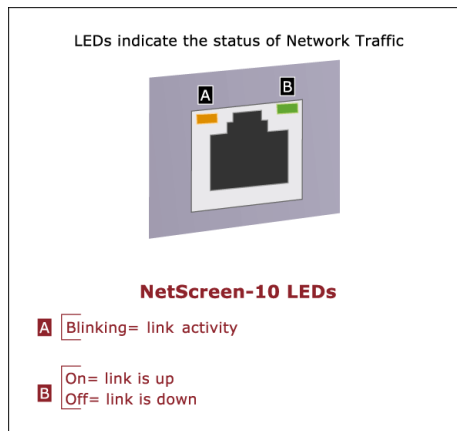 LEDs indicate the status of Network Traffic
A B
NetScreen-10 LEDs
A Blinking= link activity
On= link is up
B
Off= link is down